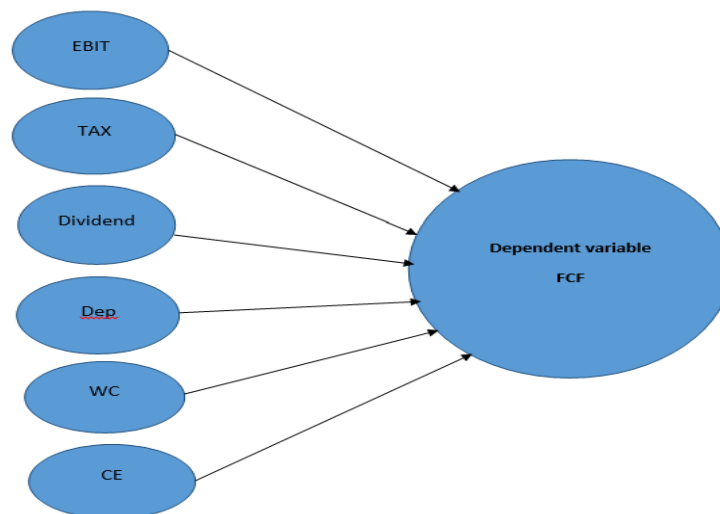 EBIT
TAX
Dividend
Dep
WC
CE
Dependent variable
FCF